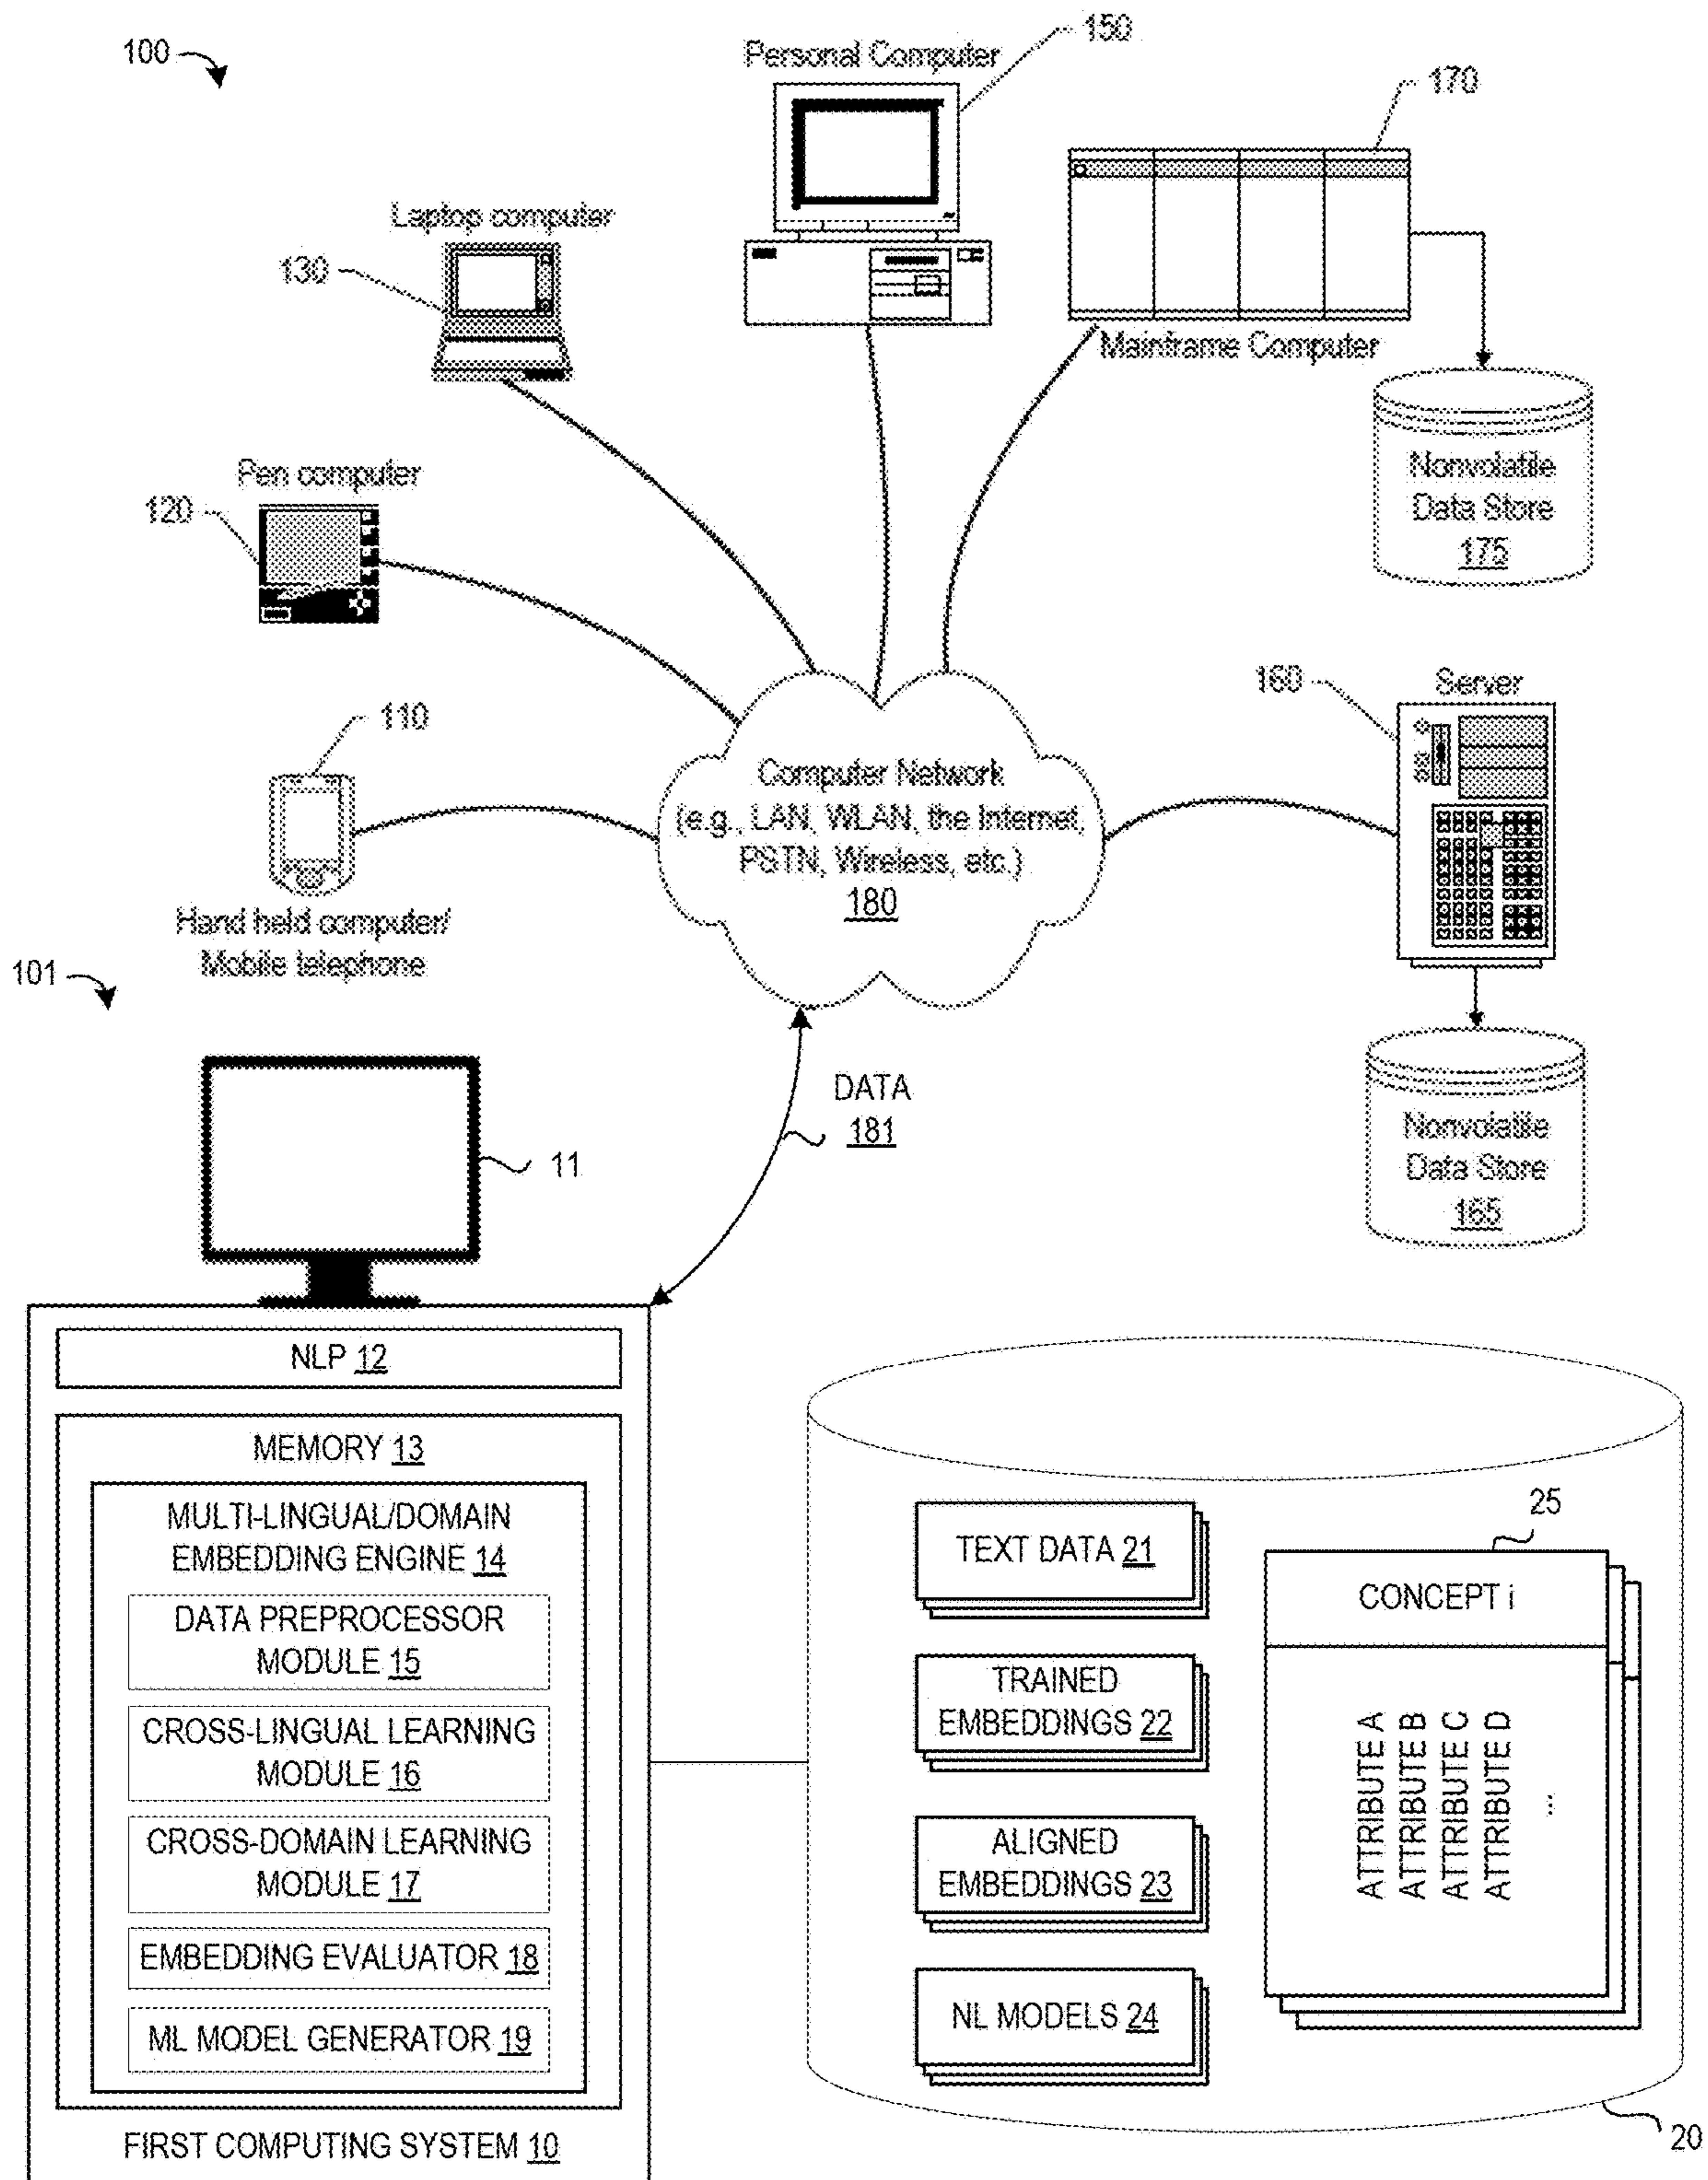 100
Personal Computer
150
170
Laptop computer
130
Mainframe Computer
Nonvolatile
Data Store
175
Pen computer
120
110
Hand held computer/
Mobile telephone
Computer Network
(e.g., LAN, WLAN, the Internet,
PSTN, Wireless, etc.)
180
160
Server
Nonvolatile
Data Store
165
101
11
DATA
181
NLP 12
MEMORY 13
MULTI-LINGUAL/DOMAIN
EMBEDDING ENGINE 14
DATA PREPROCESSOR
MODULE 15
CROSS-LINGUAL LEARNING
MODULE 16
CROSS-DOMAIN LEARNING
MODULE 17
EMBEDDING EVALUATOR 18
ML MODEL GENERATOR 19
FIRST COMPUTING SYSTEM 10
TEXT DATA 21
TRAINED
EMBEDDINGS 22
ALIGNED
EMBEDDINGS 23
NL MODELS 24
25
CONCEPT i
ATTRIBUTE A
ATTRIBUTE B
ATTRIBUTE C
ATTRIBUTE D
...
20